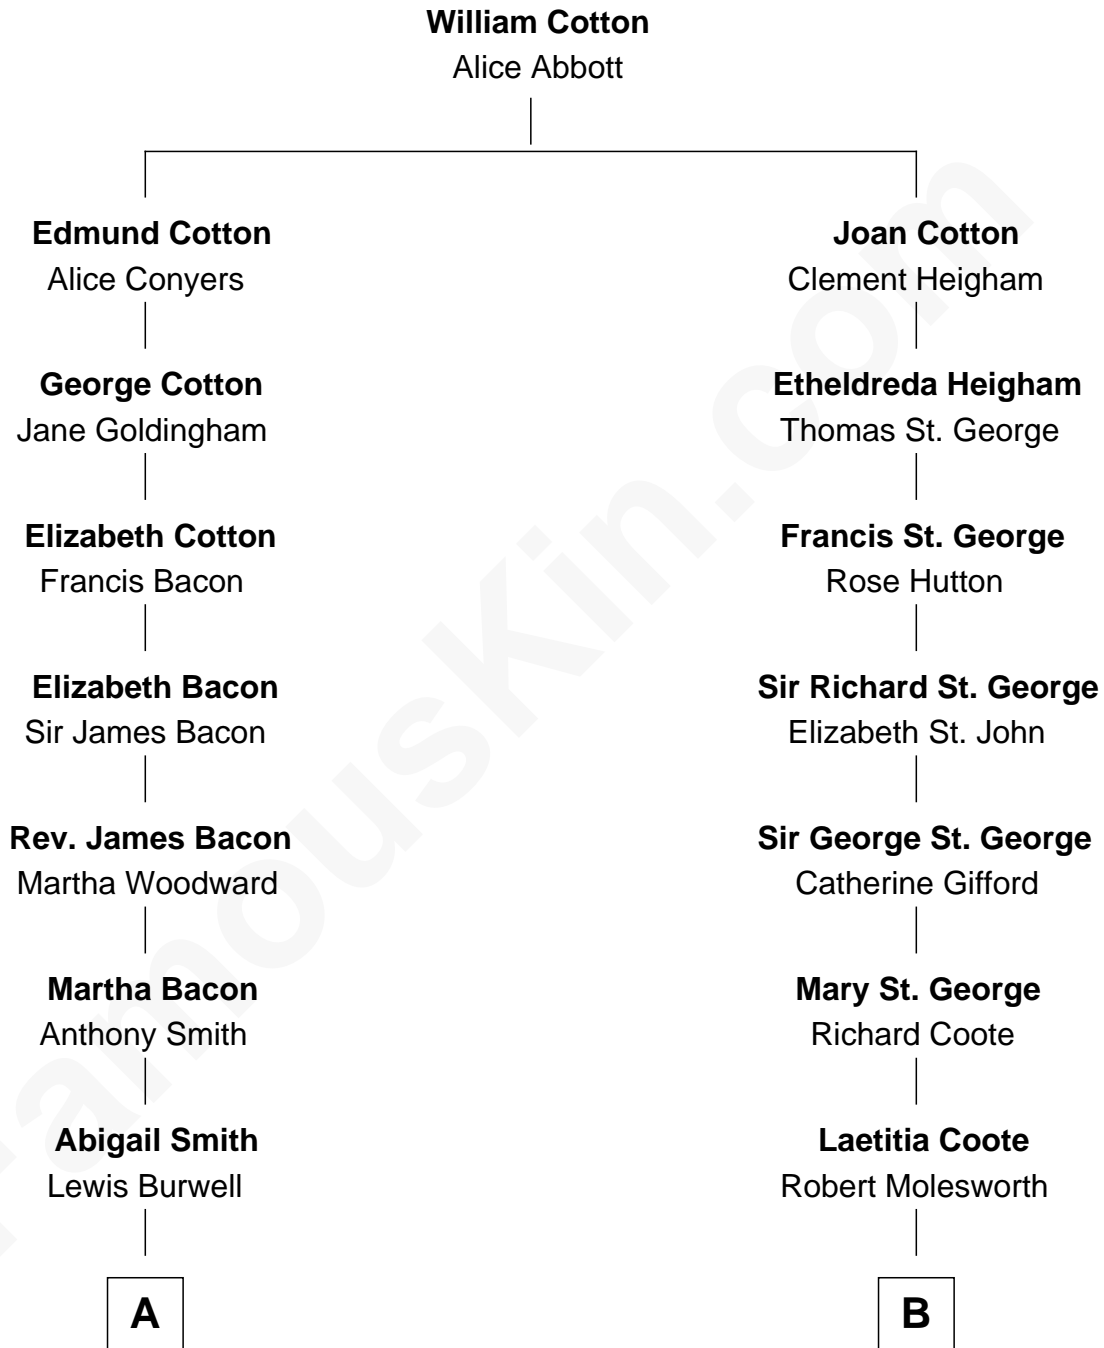 William Cotton
Alice Abbott
Edmund Cotton
Alice Conyers
Joan Cotton
Clement Heigham
George Cotton
Jane Goldingham
Etheldreda Heigham
Thomas St. George
Elizabeth Cotton
Francis Bacon
Francis St. George
Rose Hutton
Elizabeth Bacon
Sir James Bacon
Sir Richard St. George
Elizabeth St. John
Rev. James Bacon
Martha Woodward
Sir George St. George
Catherine Gifford
Martha Bacon
Anthony Smith
Mary St. George
Richard Coote
Abigail Smith
Lewis Burwell
Laetitia Coote
Robert Molesworth
A
B
FamousKin.com